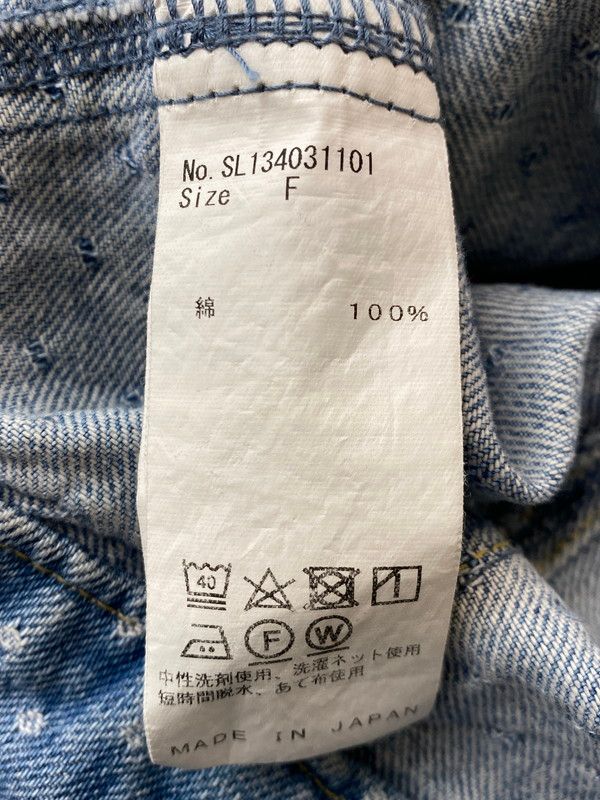 No. SL134031101
Size F
綿 100%
40
F W
中性洗剤使用、洗濯ネット使用
短時間脱水、あて布使用
MADE IN JAPAN